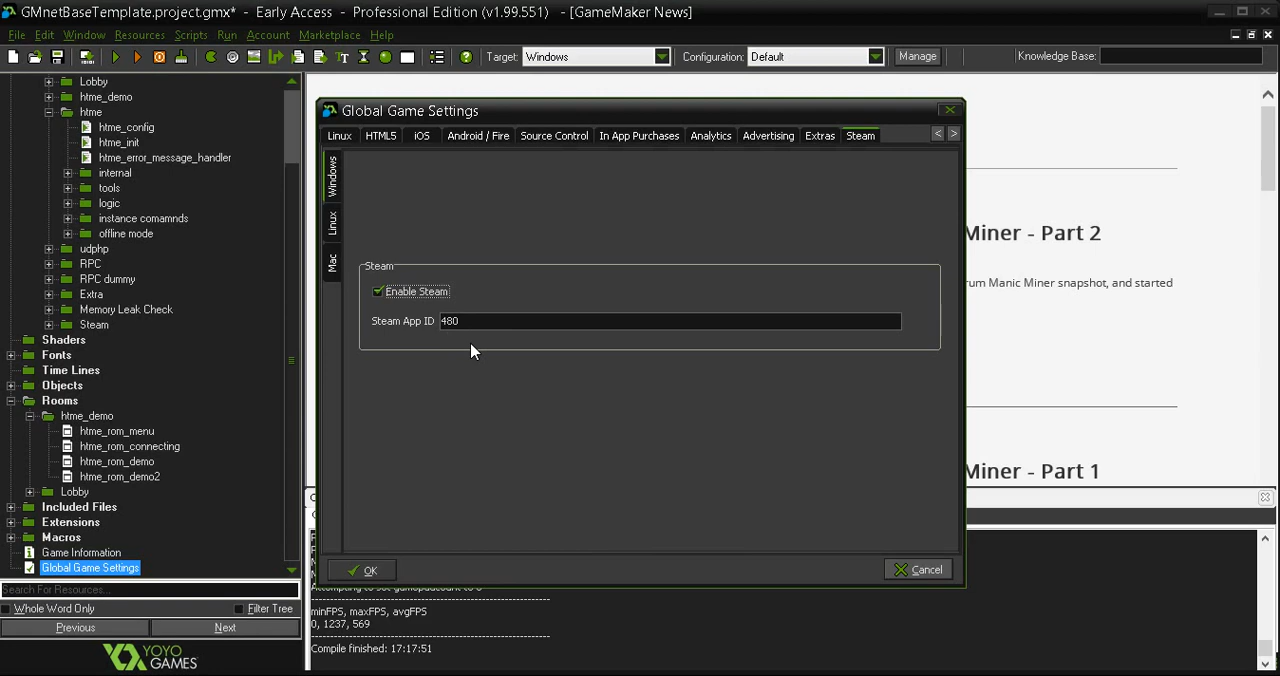 GMnetBaseTemplate.project.gmx* - Early Access - Professional Edition (v1.99.551) - [GameMaker News]
File Edit Window Resources Scripts Run Account Marketplace Help
Target: Windows Configuration: Default Manage Knowledge Base:
Lobby
htme_demo
htme
htme_config
htme_init
htme_error_message_handler
internal
tools
logic
instance comamnds
offline mode
udphp
RPC
RPC dummy
Extra
Memory Leak Check
Steam
Shaders
Fonts
Time Lines
Objects
Rooms
htme_demo
htme_rom_menu
htme_rom_connecting
htme_rom_demo
htme_rom_demo2
Lobby
Included Files
Extensions
Macros
Game Information
Global Game Settings
Search For Resources...
Whole Word Only Filter Tree
Previous Next
YOYO
GAMES
Global Game Settings
Linux HTML5 iOS Android / Fire Source Control In App Purchases Analytics Advertising Extras Steam
Windows
Linux
Mac
Steam
Enable Steam
Steam App ID 480
OK Cancel
Miner - Part 2
rum Manic Miner snapshot, and started
Miner - Part 1
minFPS, maxFPS, avgFPS
0, 1237, 569
Compile finished: 17:17:51